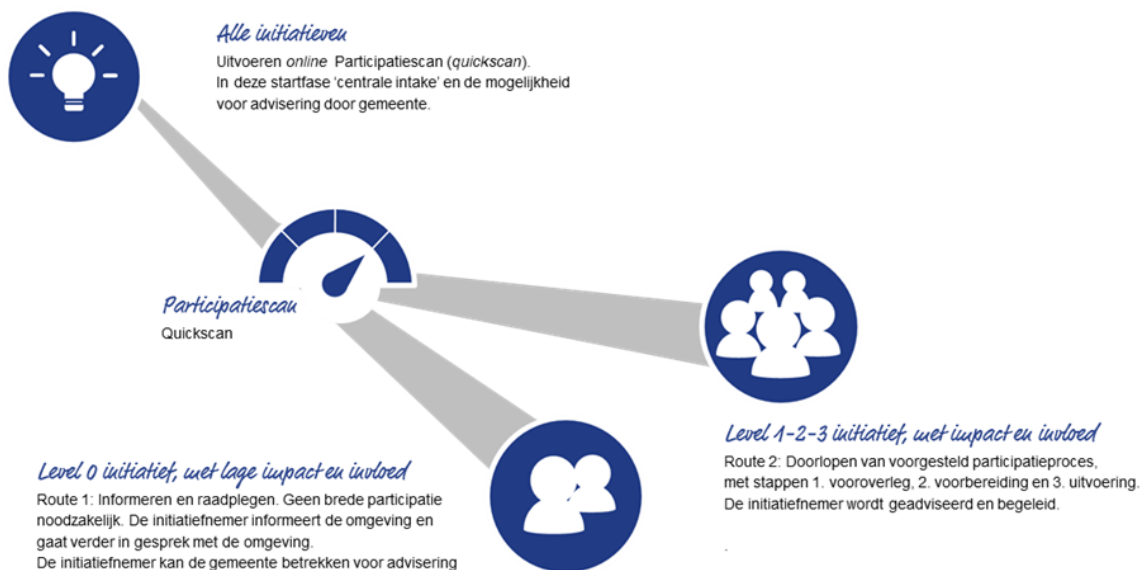 Alle initiatieven
Uitvoeren online Participatiescan (quickscan).
In deze startfase ‘centrale intake’ en de mogelijkheid
voor advisering door gemeente.
Participatiescan
Quickscan
Level 0 initiatief, met lage impact en invloed
Route 1: Informeren en raadplegen. Geen brede participatie
noodzakelijk. De initiatiefnemer informeert de omgeving en
gaat verder in gesprek met de omgeving.
De initiatiefnemer kan de gemeente betrekken voor advisering
Level 1-2-3 initiatief, met impact en invloed
Route 2: Doorlopen van voorgesteld participatieproces,
met stappen 1. vooroverleg, 2. voorbereiding en 3. uitvoering.
De initiatiefnemer wordt geadviseerd en begeleid.
.